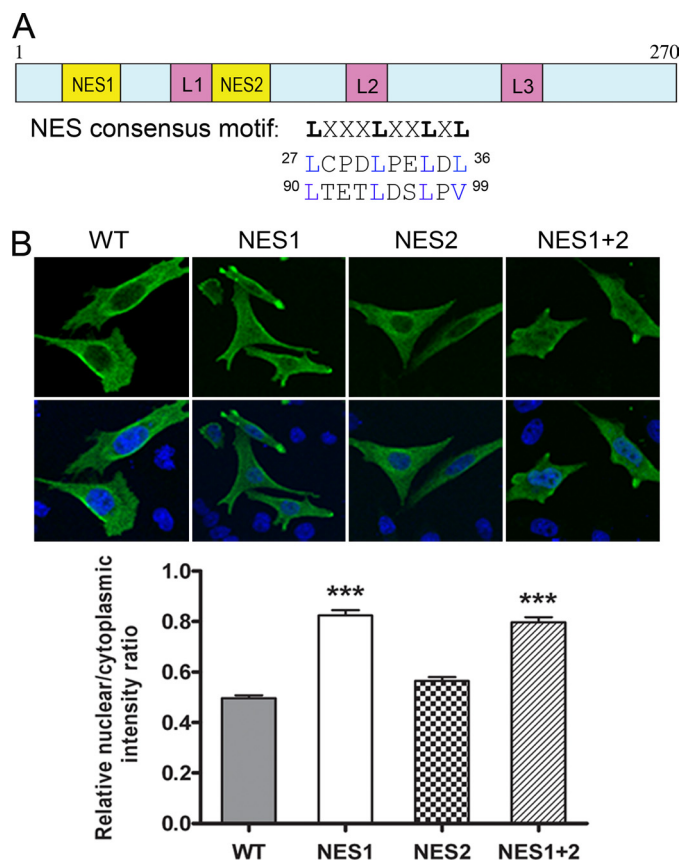 A
1 270
NES1 L1 NES2 L2 L3
NES consensus motif: LXXXLXXLXL
27 LCPDLPELDL 36
90 LTETLDSLPV 99
B
WT NES1 NES2 NES1+2
Relative nuclear/cytoplasmic
intensity ratio
1.0
0.8
0.6
0.4
0.2
0.0
*** ***
WT NES1 NES2 NES1+2